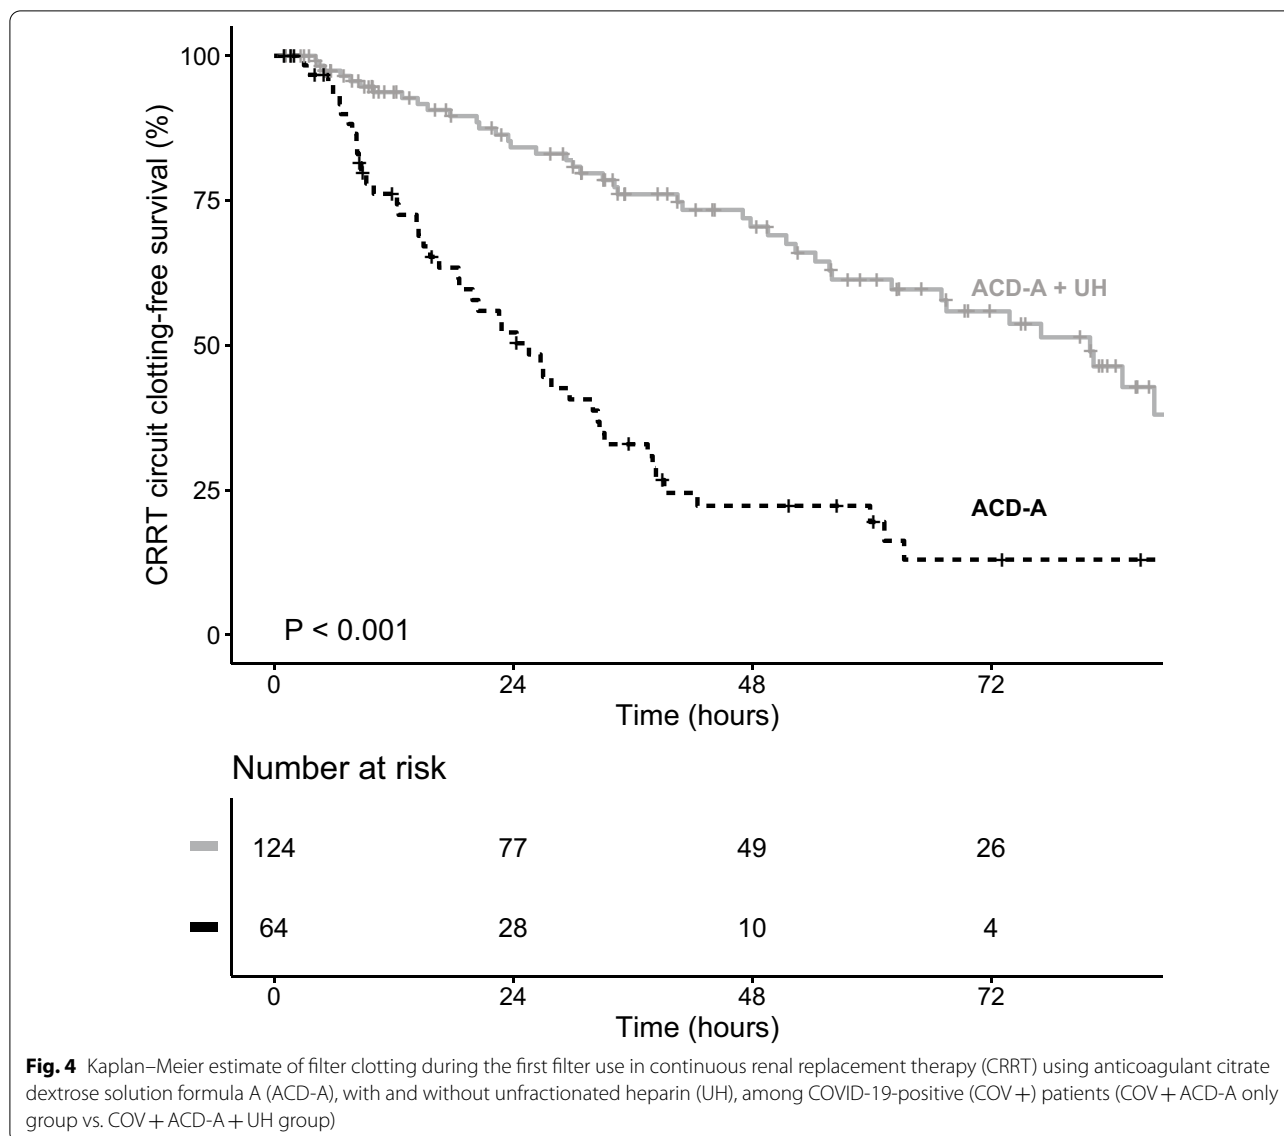 CRRT circuit clotting-free survival (%)
100
75
50
25
0
ACD-A + UH
ACD-A
P < 0.001
0 24 48 72
Time (hours)
Number at risk
124 77 49 26
64 28 10 4
0 24 48 72
Time (hours)
Fig. 4 Kaplan–Meier estimate of filter clotting during the first filter use in continuous renal replacement therapy (CRRT) using anticoagulant citrate
dextrose solution formula A (ACD-A), with and without unfractionated heparin (UH), among COVID-19-positive (COV+) patients (COV+ACD-A only
group vs. COV+ACD-A+UH group)